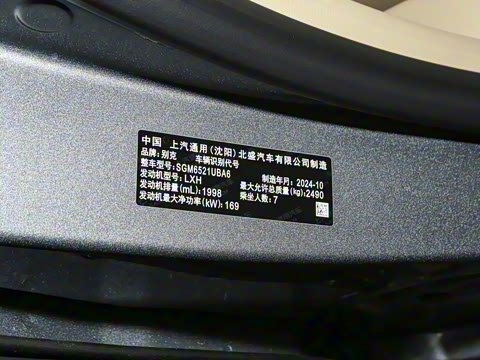 中国 上汽通用(沈阳)北盛汽车有限公司制造
品牌:别克 车辆识别代号
整车型号:SGM6521UBA6 制造年月:2024-10
发动机型号:LXH 最大允许总质量(kg):2490
发动机排量(mL):1998 乘坐人数:7
发动机最大净功率(kW):169